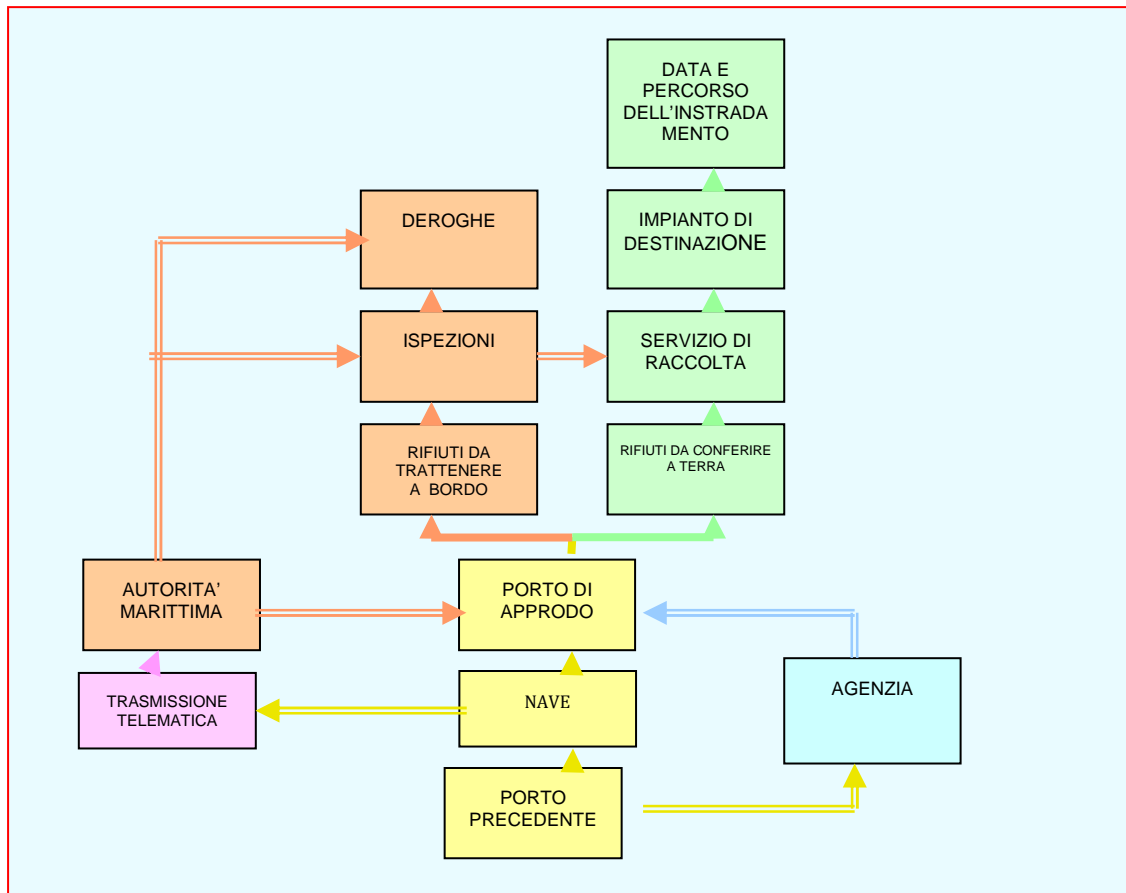 DATA E
PERCORSO
DELL’INSTRADA
MENTO
DEROGHE
IMPIANTO DI
DESTINAZIONE
ISPEZIONI
SERVIZIO DI
RACCOLTA
RIFIUTI DA
TRATTENERE
A BORDO
RIFIUTI DA CONFERIRE
A TERRA
AUTORITA’
MARITTIMA
PORTO DI
APPRODO
TRASMISSIONE
TELEMATICA
NAVE
AGENZIA
PORTO
PRECEDENTE